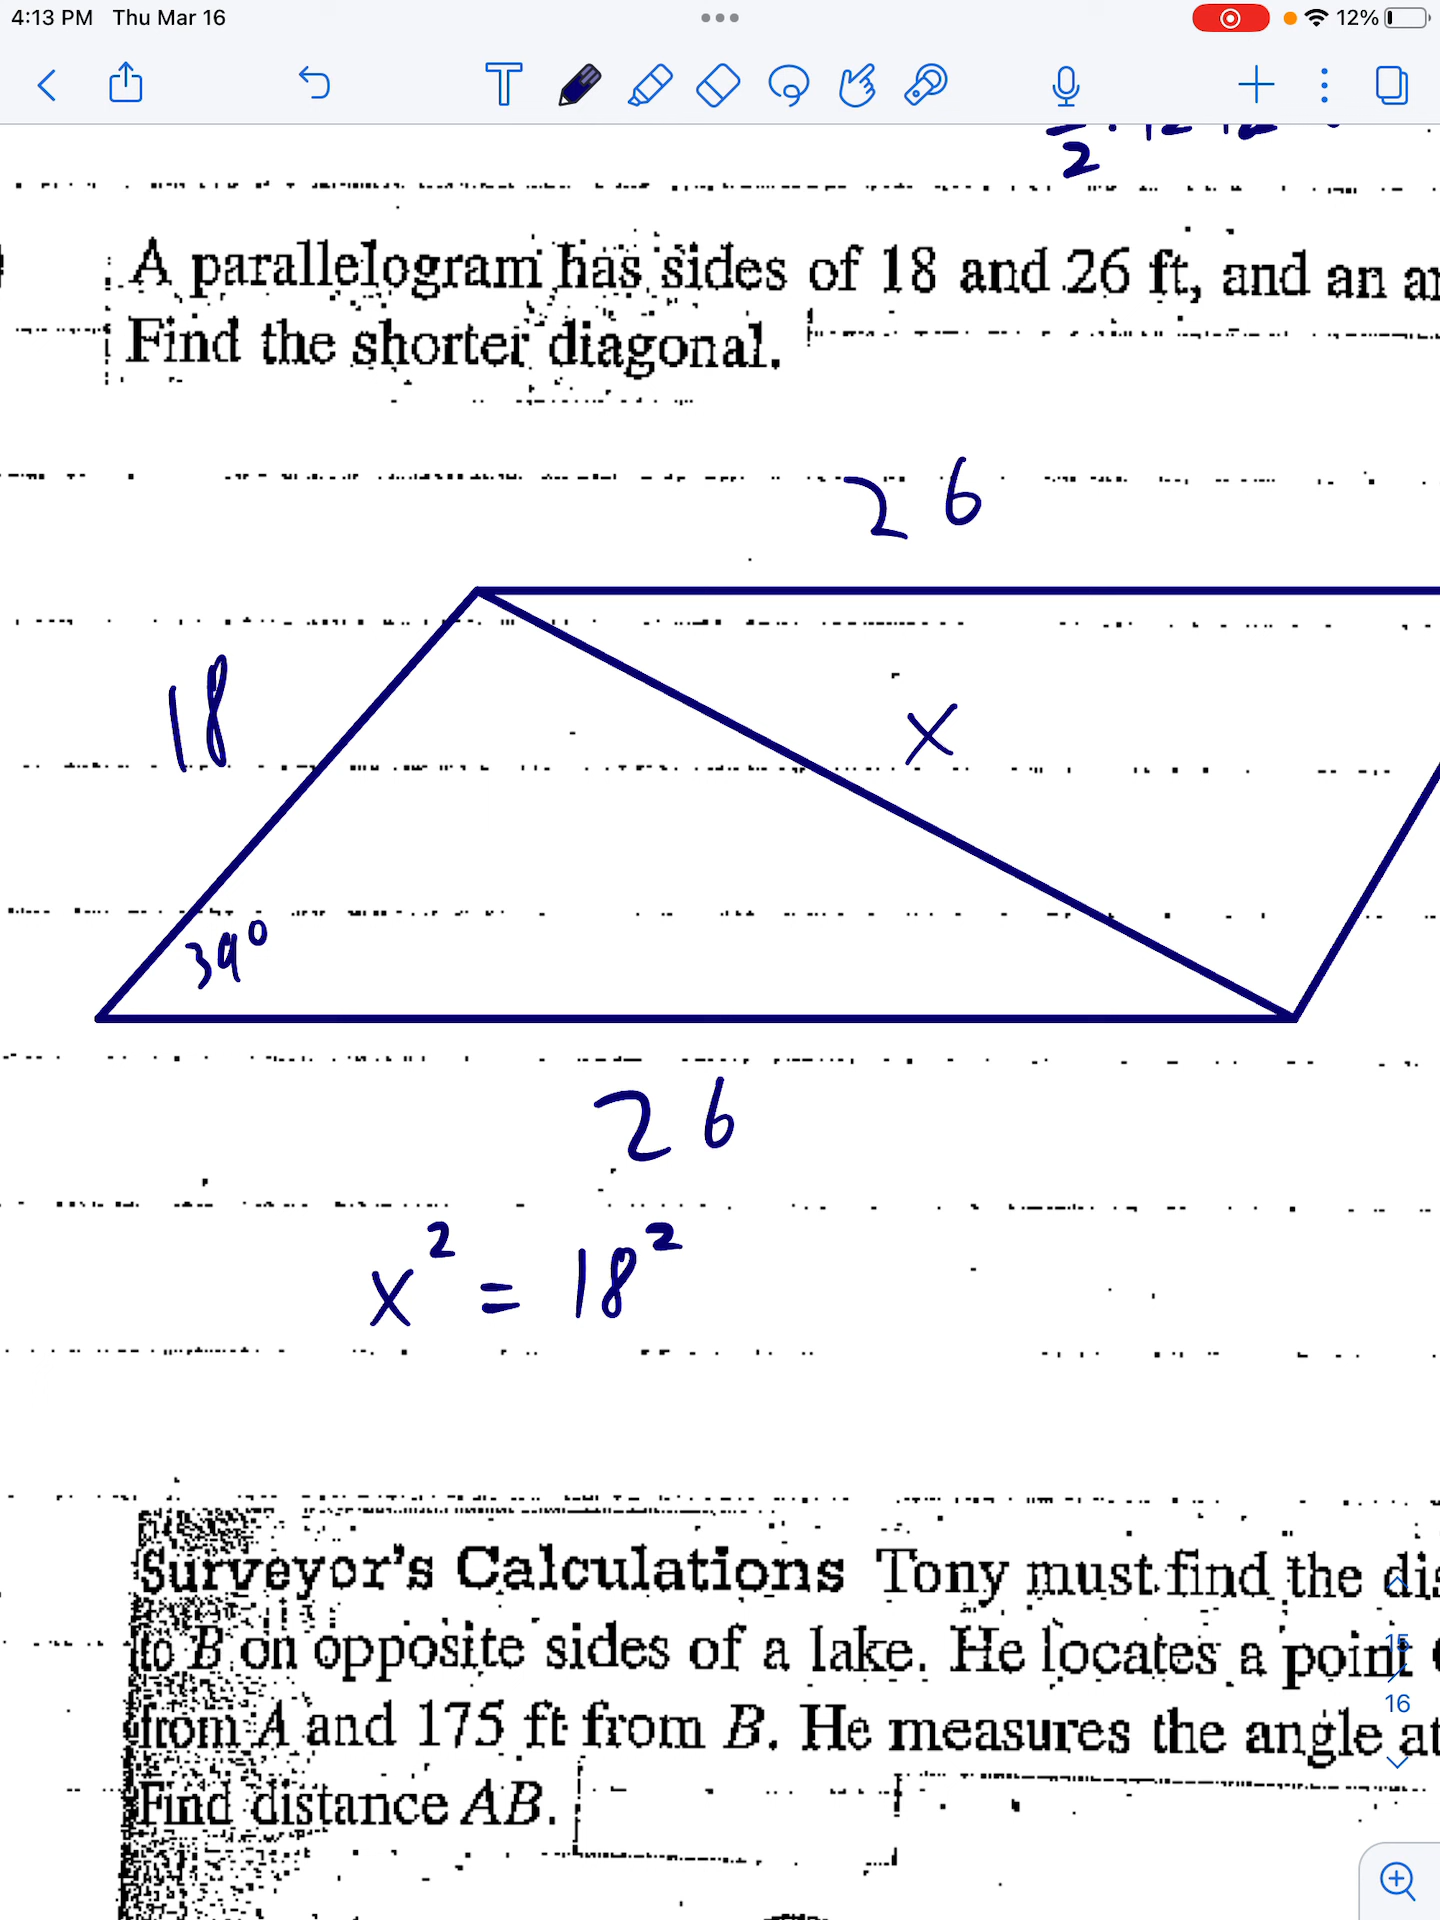 4:13 PM Thu Mar 16
12%
T
2
A parallelogram has sides of 18 and 26 ft, and an
Find the shorter diagonal.
26
18
x
39°
26
x² = 18²
Surveyor's Calculations Tony must find the
to B on opposite sides of a lake. He locates a point
from A and 175 ft from B. He measures the angle at
Find distance AB.
15
16